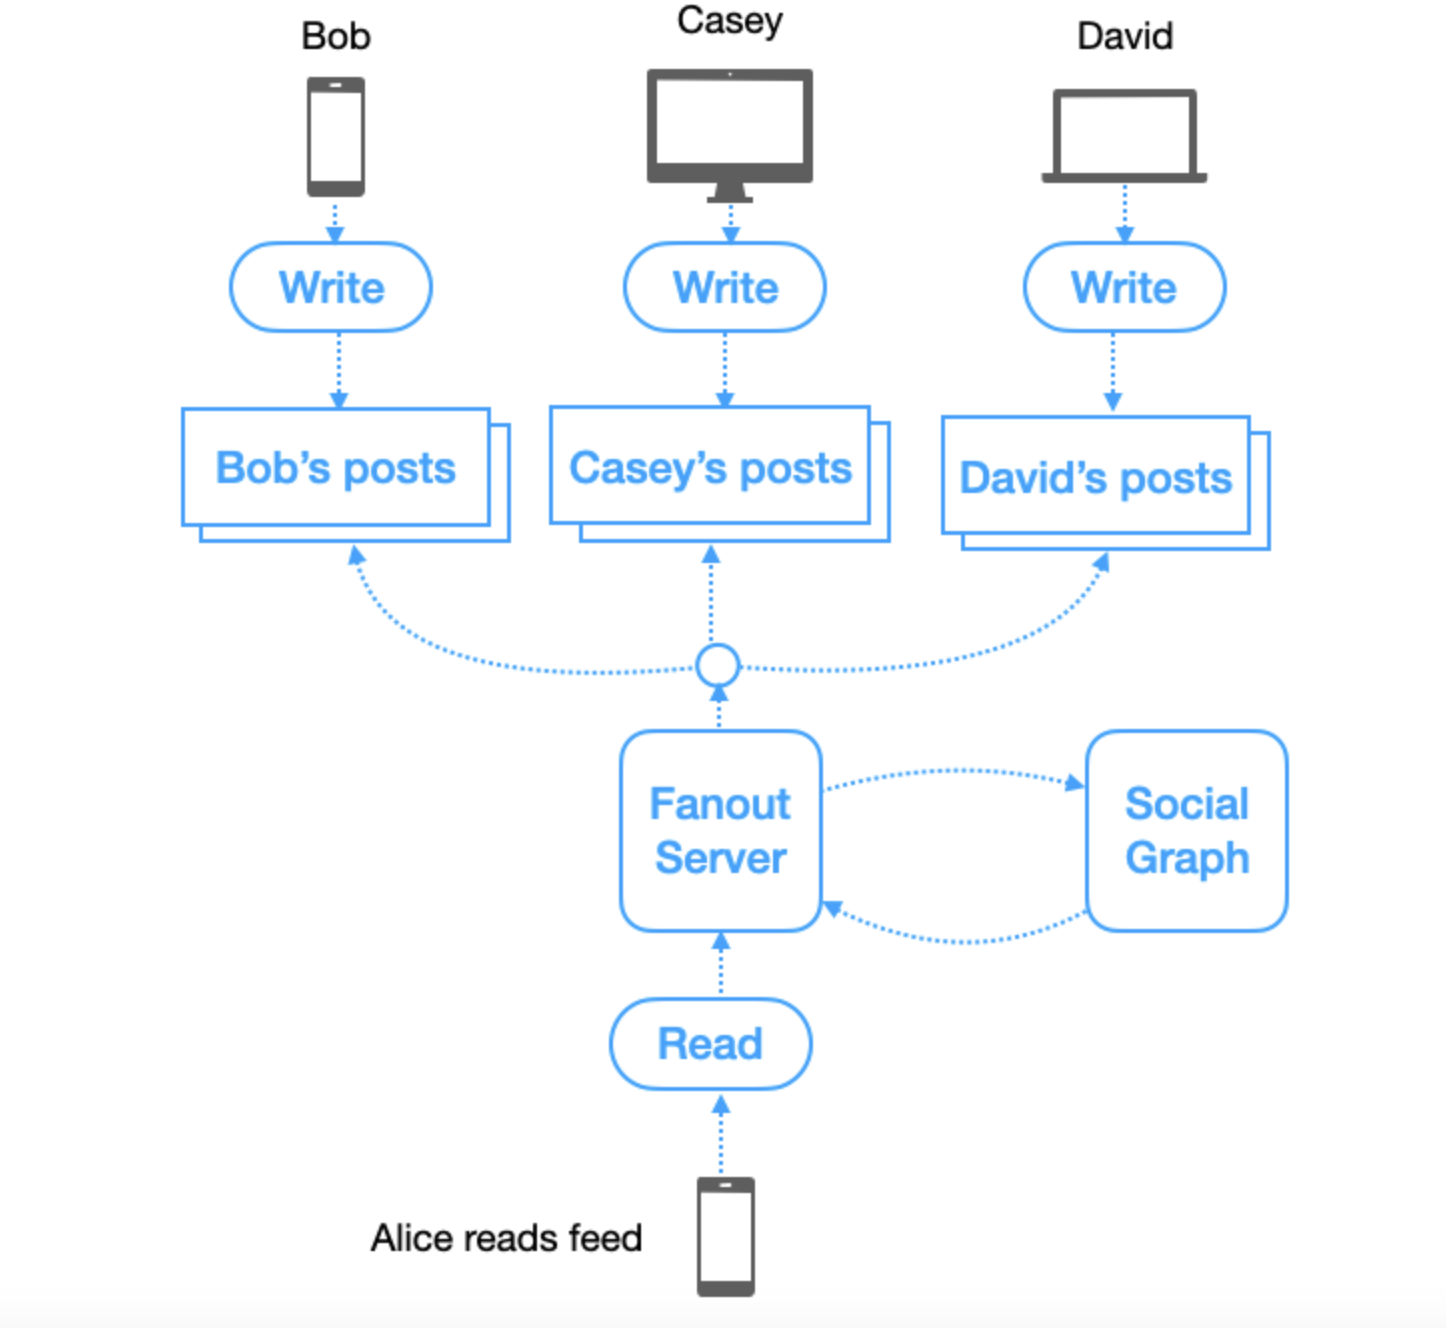 Bob
Casey
David
Write
Write
Write
Bob’s posts
Casey’s posts
David’s posts
Fanout
Server
Social
Graph
Read
Alice reads feed